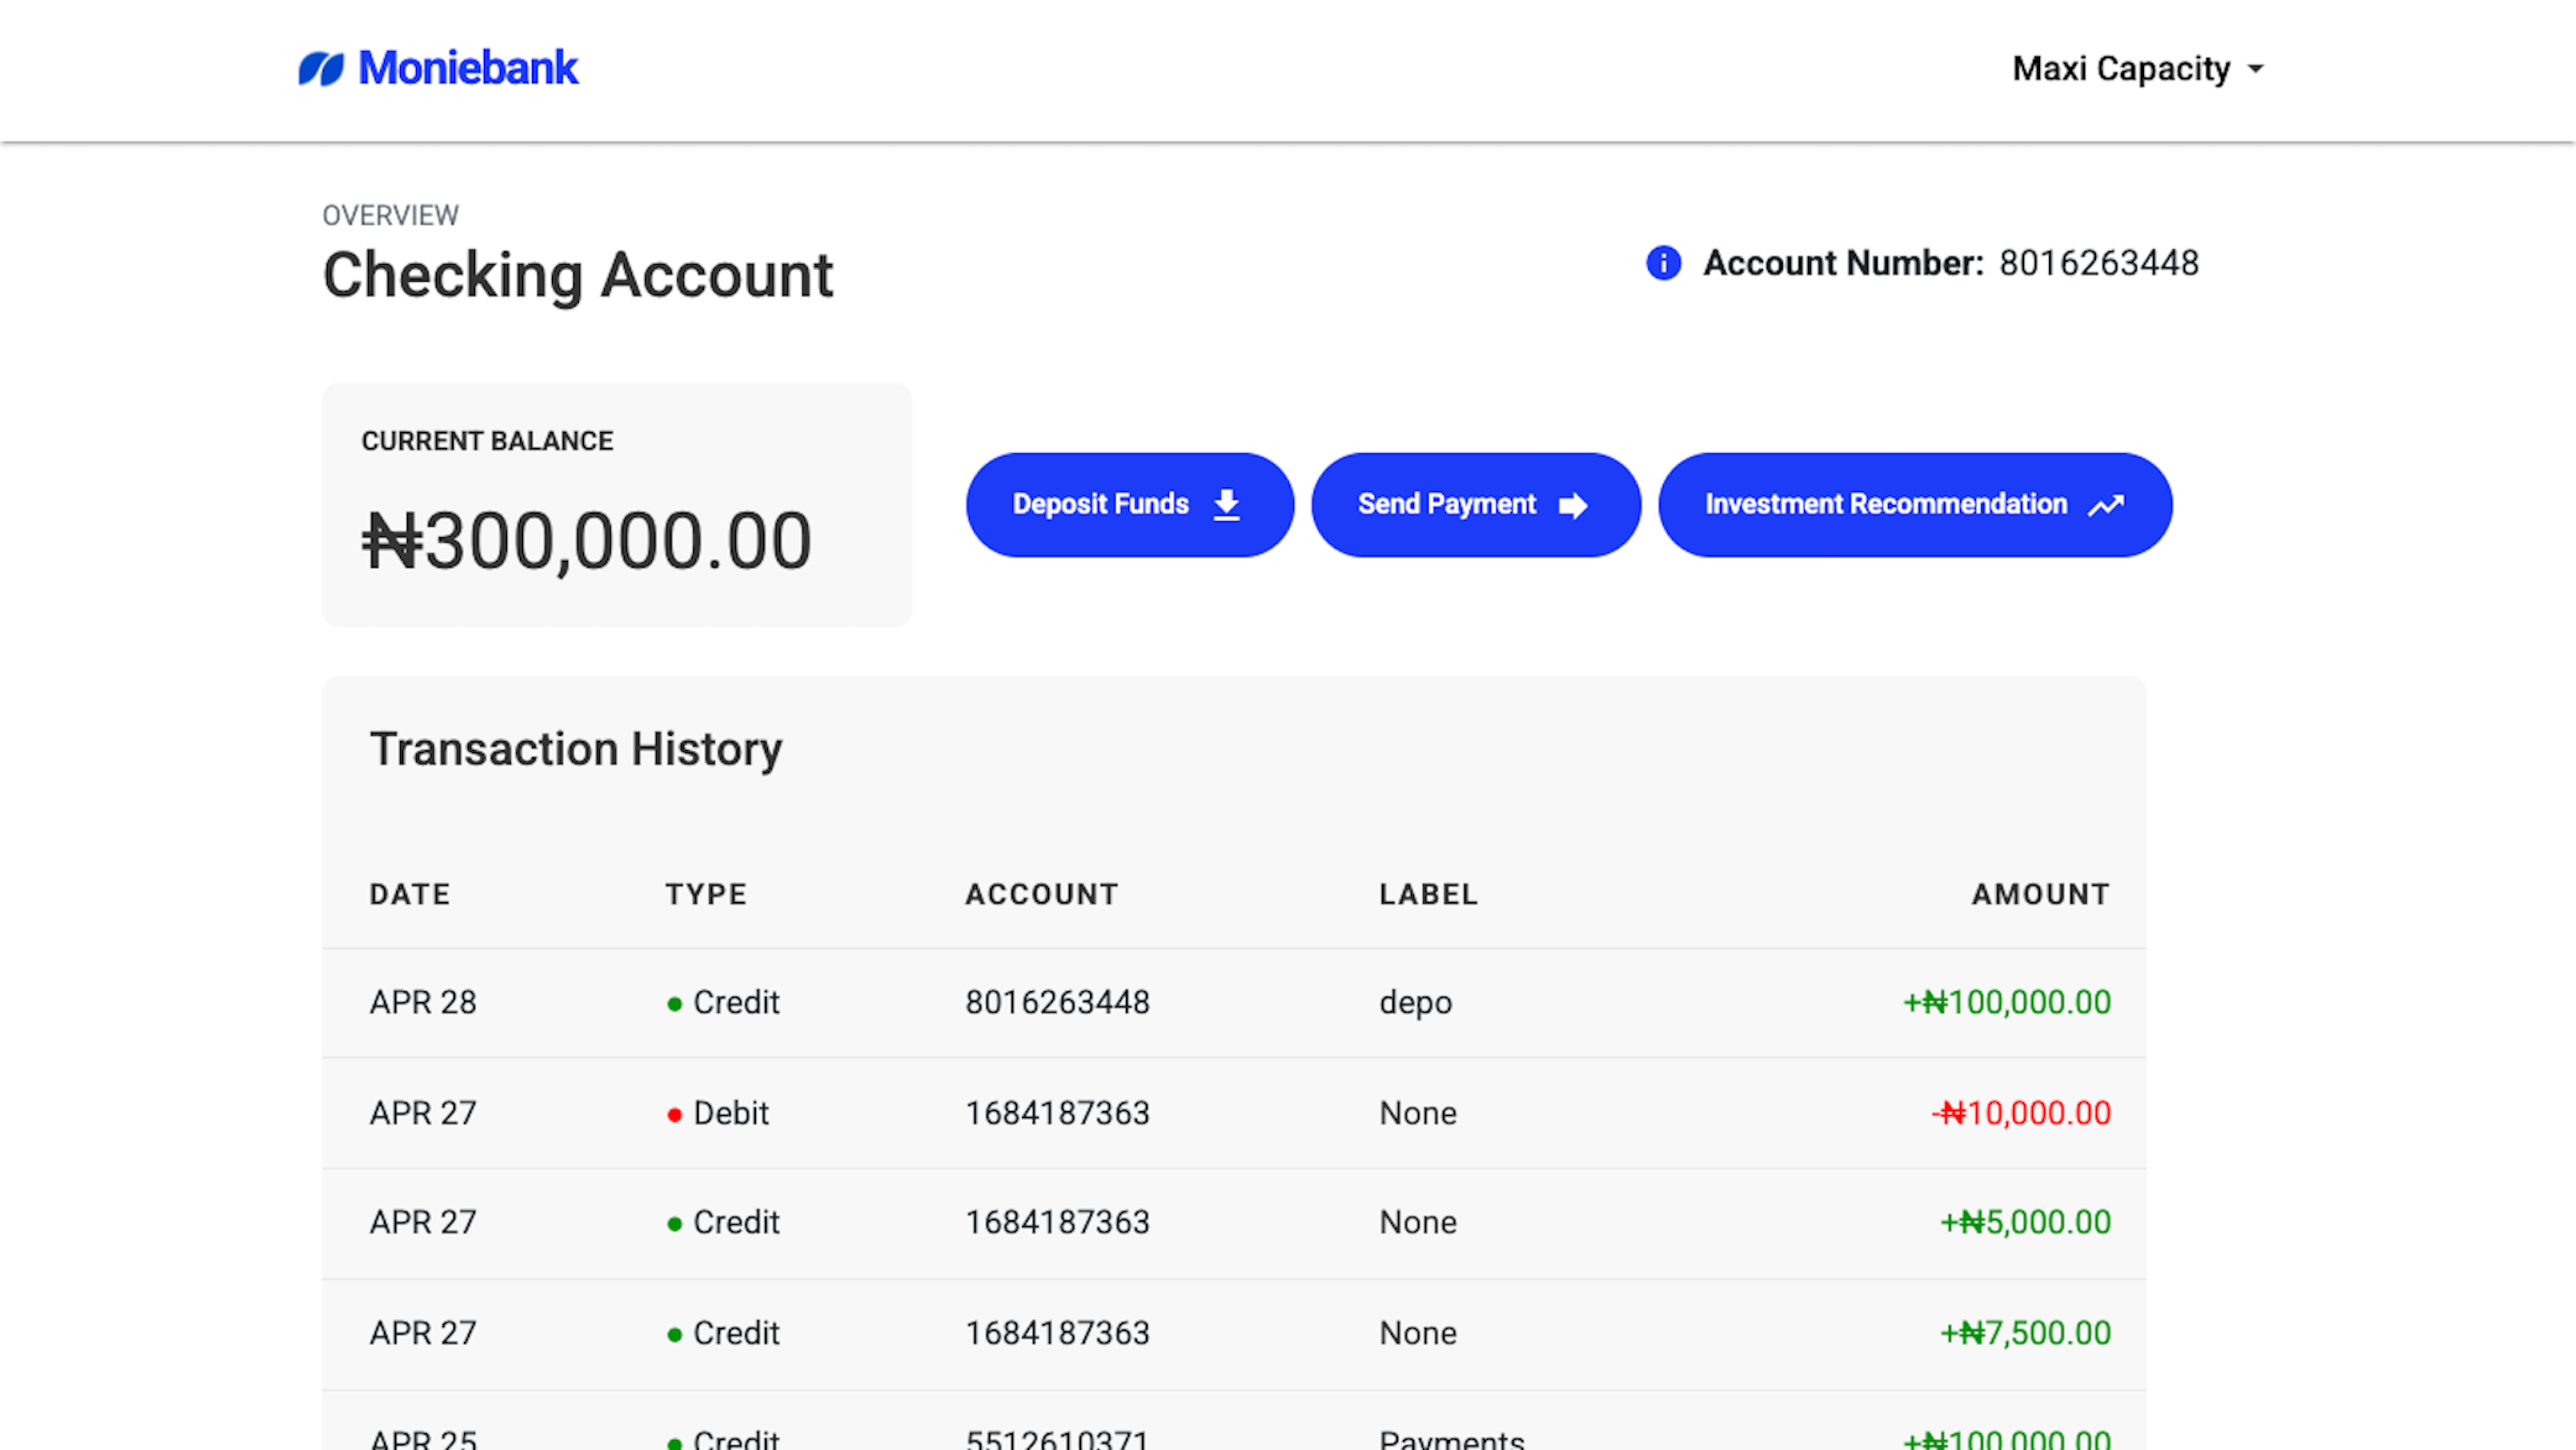 Moniebank
Maxi Capacity
OVERVIEW
Checking Account
Account Number: 8016263448
CURRENT BALANCE
₦300,000.00
Deposit Funds
Send Payment
Investment Recommendation
Transaction History
DATE TYPE ACCOUNT LABEL AMOUNT
APR 28 Credit 8016263448 depo +₦100,000.00
APR 27 Debit 1684187363 None -₦10,000.00
APR 27 Credit 1684187363 None +₦5,000.00
APR 27 Credit 1684187363 None +₦7,500.00
APR 25 Credit 5512610371 Payments +₦100,000.00